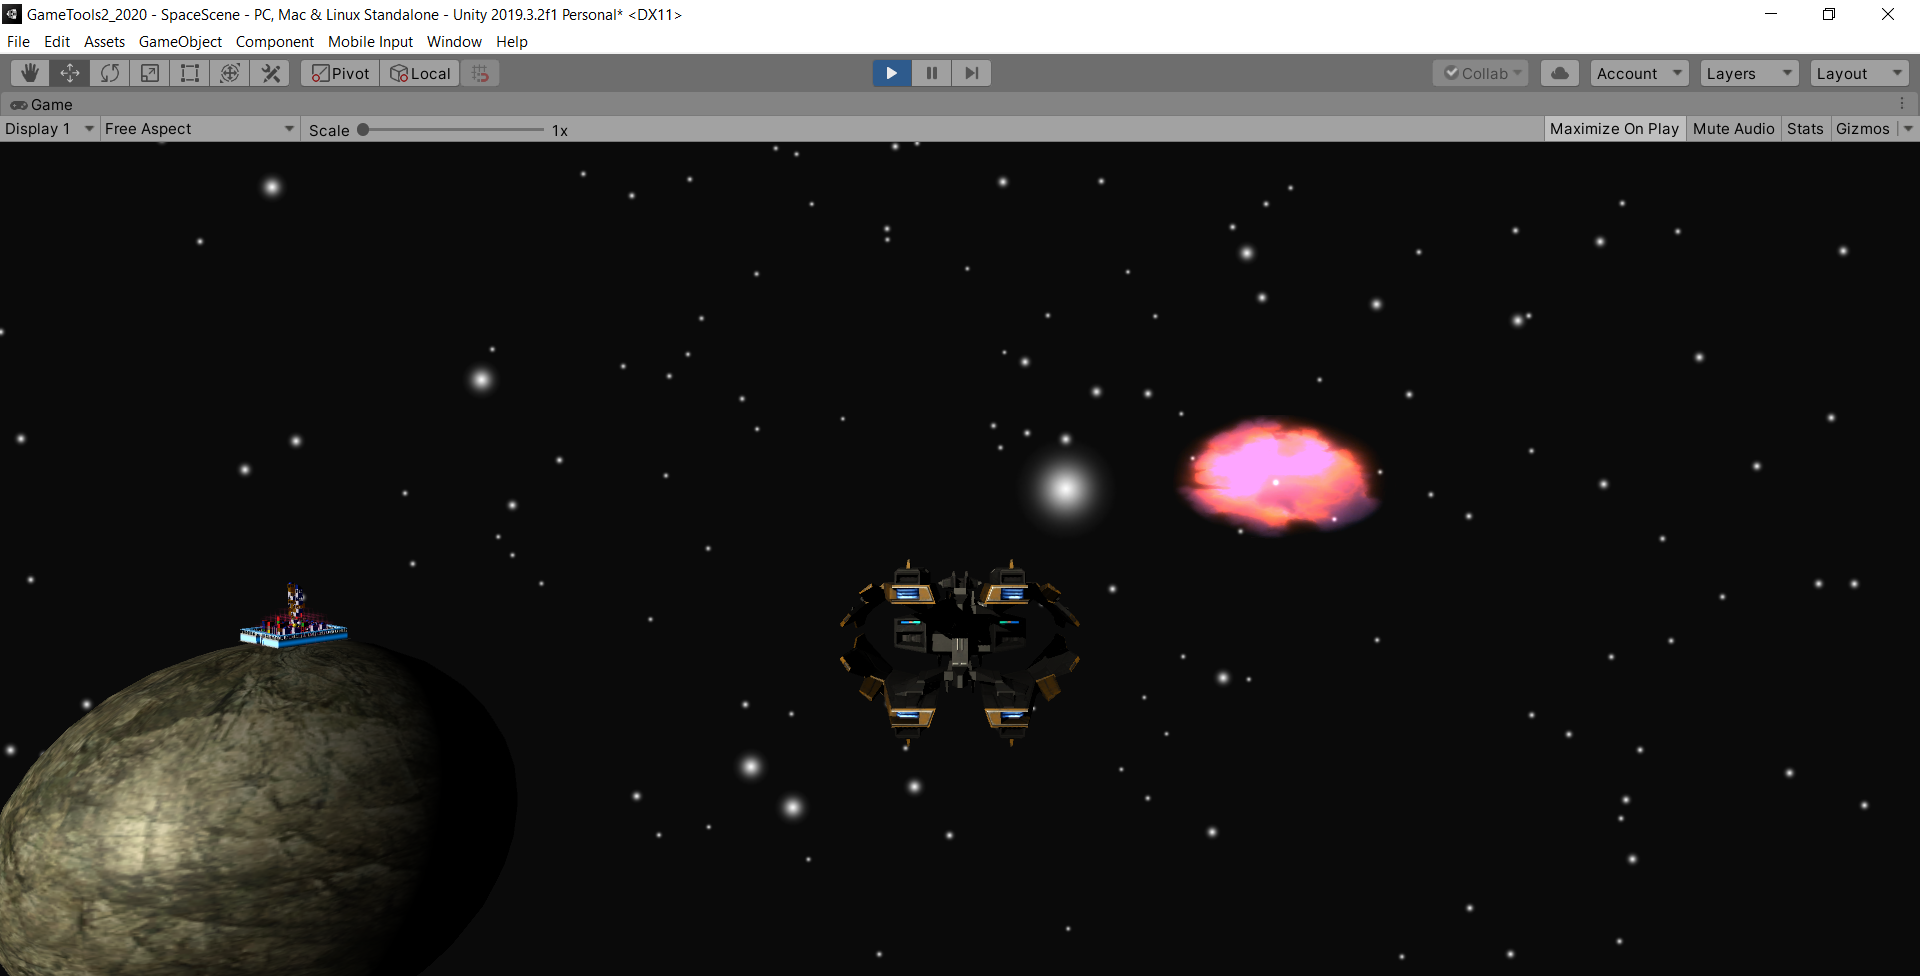 GameTools2_2020 - SpaceScene - PC, Mac & Linux Standalone - Unity 2019.3.2f1 Personal* <DX11>
File Edit Assets GameObject Component Mobile Input Window Help
Pivot Local Collab Account Layers Layout
Game
Display 1 Free Aspect Scale 1x Maximize On Play Mute Audio Stats Gizmos